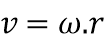 v = ω.r